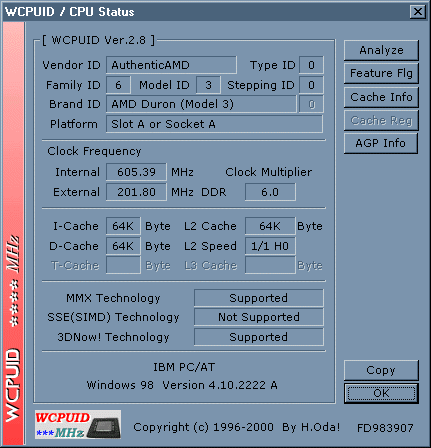 WCPUID / CPU Status
[ WCPUID Ver.2.8 ]
Vendor ID AuthenticAMD Type ID 0
Family ID 6 Model ID 3 Stepping ID 0
Brand ID AMD Duron (Model 3) 0
Platform Slot A or Socket A
Clock Frequency
Internal 605.39 MHz Clock Multiplier
External 201.80 MHz DDR 6.0
I-Cache 64K Byte L2 Cache 64K Byte
D-Cache 64K Byte L2 Speed 1/1 H0
T-Cache Byte L3 Cache Byte
MMX Technology Supported
SSE(SIMD) Technology Not Supported
3DNow! Technology Supported
IBM PC/AT
Windows 98 Version 4.10.2222 A
Analyze
Feature Flg
Cache Info
Cache Reg
AGP Info
Copy
OK
WCPUID **** MHz
WCPUID
***MHz
Copyright (c) 1996-2000 By H.Oda! FD983907